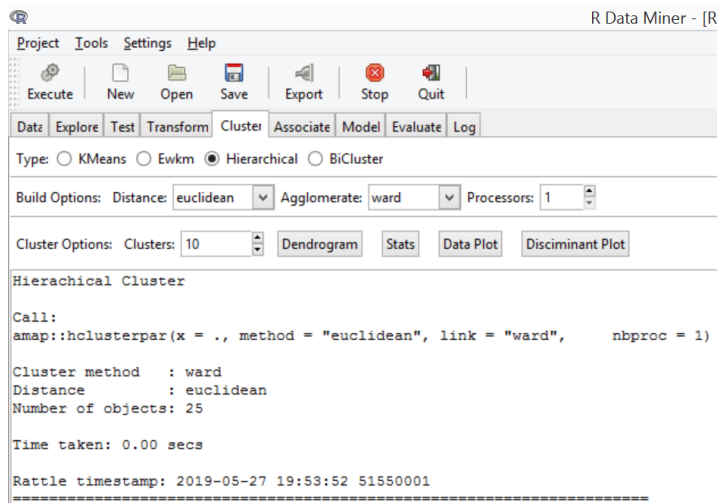 R Data Miner - [R
Project Tools Settings Help
Execute New Open Save Export Stop Quit
Data Explore Test Transform Cluster Associate Model Evaluate Log
Type: KMeans Ewkm Hierarchical BiCluster
Build Options: Distance: euclidean Agglomerate: ward Processors: 1
Cluster Options: Clusters: 10 Dendrogram Stats Data Plot Disciminant Plot
Hierachical Cluster
Call:
amap::hclusterpar(x = ., method = "euclidean", link = "ward", nbproc = 1)
Cluster method : ward
Distance : euclidean
Number of objects: 25
Time taken: 0.00 secs
Rattle timestamp: 2019-05-27 19:53:52 51550001
======================================================================